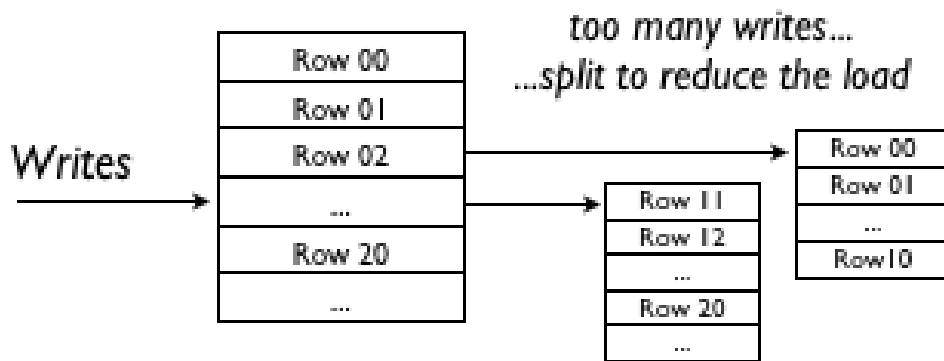 too many writes...
...split to reduce the load
Writes
Row 00
Row 01
Row 02
...
Row 20
...
Row 11
Row 12
...
Row 20
...
Row 00
Row 01
...
Row10